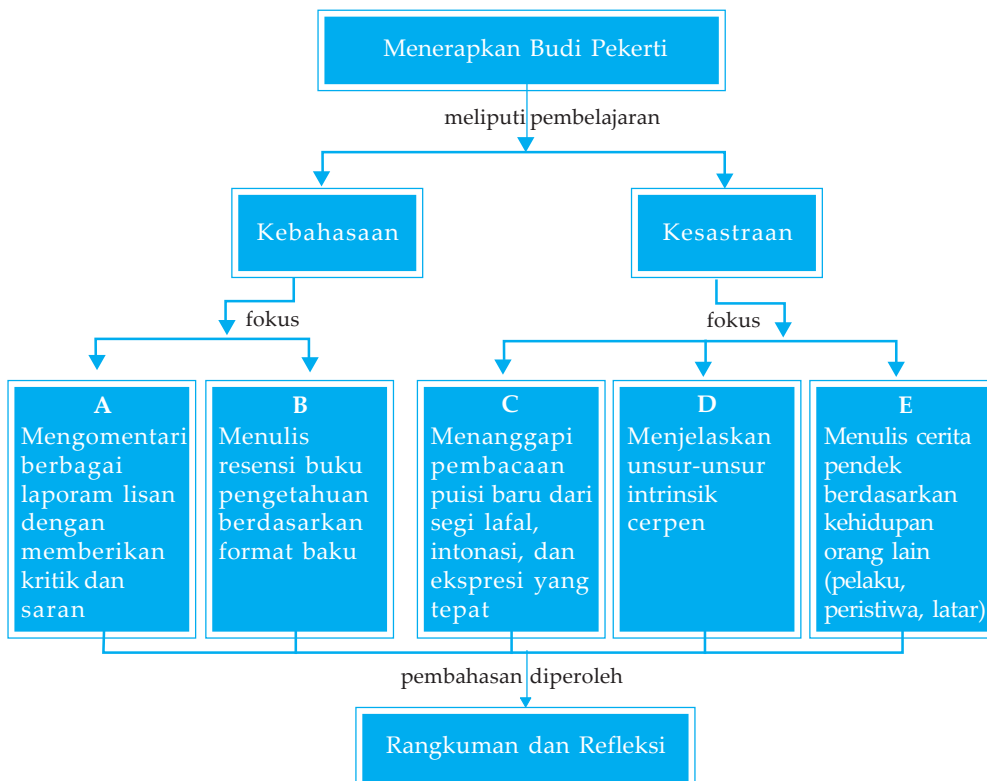 Menerapkan Budi Pekerti
meliputi pembelajaran
Kebahasaan
Kesastraan
fokus
fokus
A
Mengomentari
berbagai
laporam lisan
dengan
memberikan
kritik dan
saran
B
Menulis
resensi buku
pengetahuan
berdasarkan
format baku
C
Menanggapi
pembacaan
puisi baru dari
segi lafal,
intonasi, dan
ekspresi yang
tepat
D
Menjelaskan
unsur-unsur
intrinsik
cerpen
E
Menulis cerita
pendek
berdasarkan
kehidupan
orang lain
(pelaku,
peristiwa, latar)
pembahasan diperoleh
Rangkuman dan Refleksi